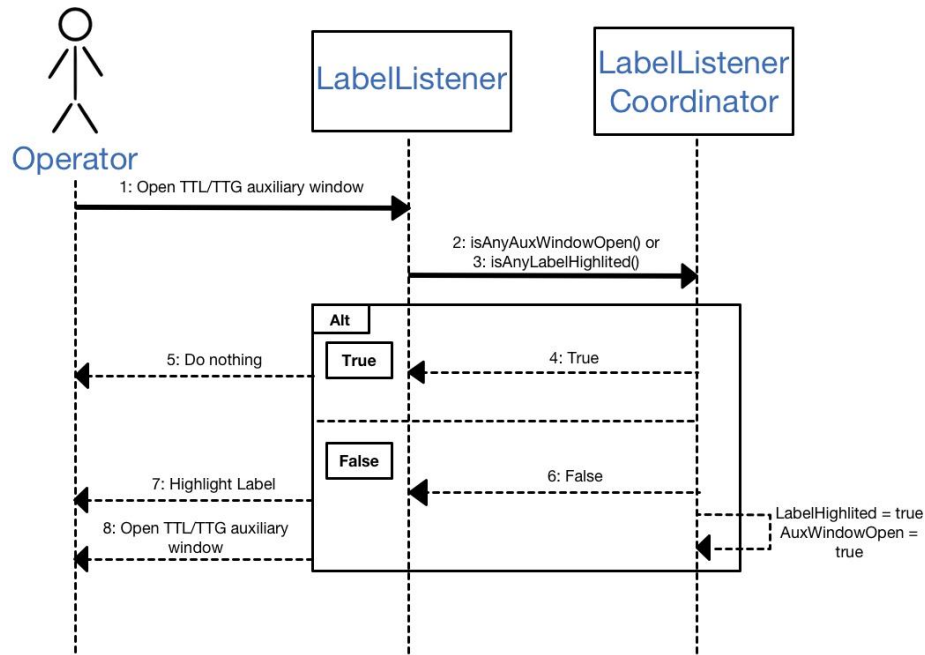 LabelListener
LabelListener
Coordinator
Operator
1: Open TTL/TTG auxiliary window
2: isAnyAuxWindowOpen() or
3: isAnyLabelHighlited()
Alt
True
5: Do nothing
4: True
False
7: Highlight Label
6: False
8: Open TTL/TTG auxiliary
window
LabelHighlited = true
AuxWindowOpen =
true